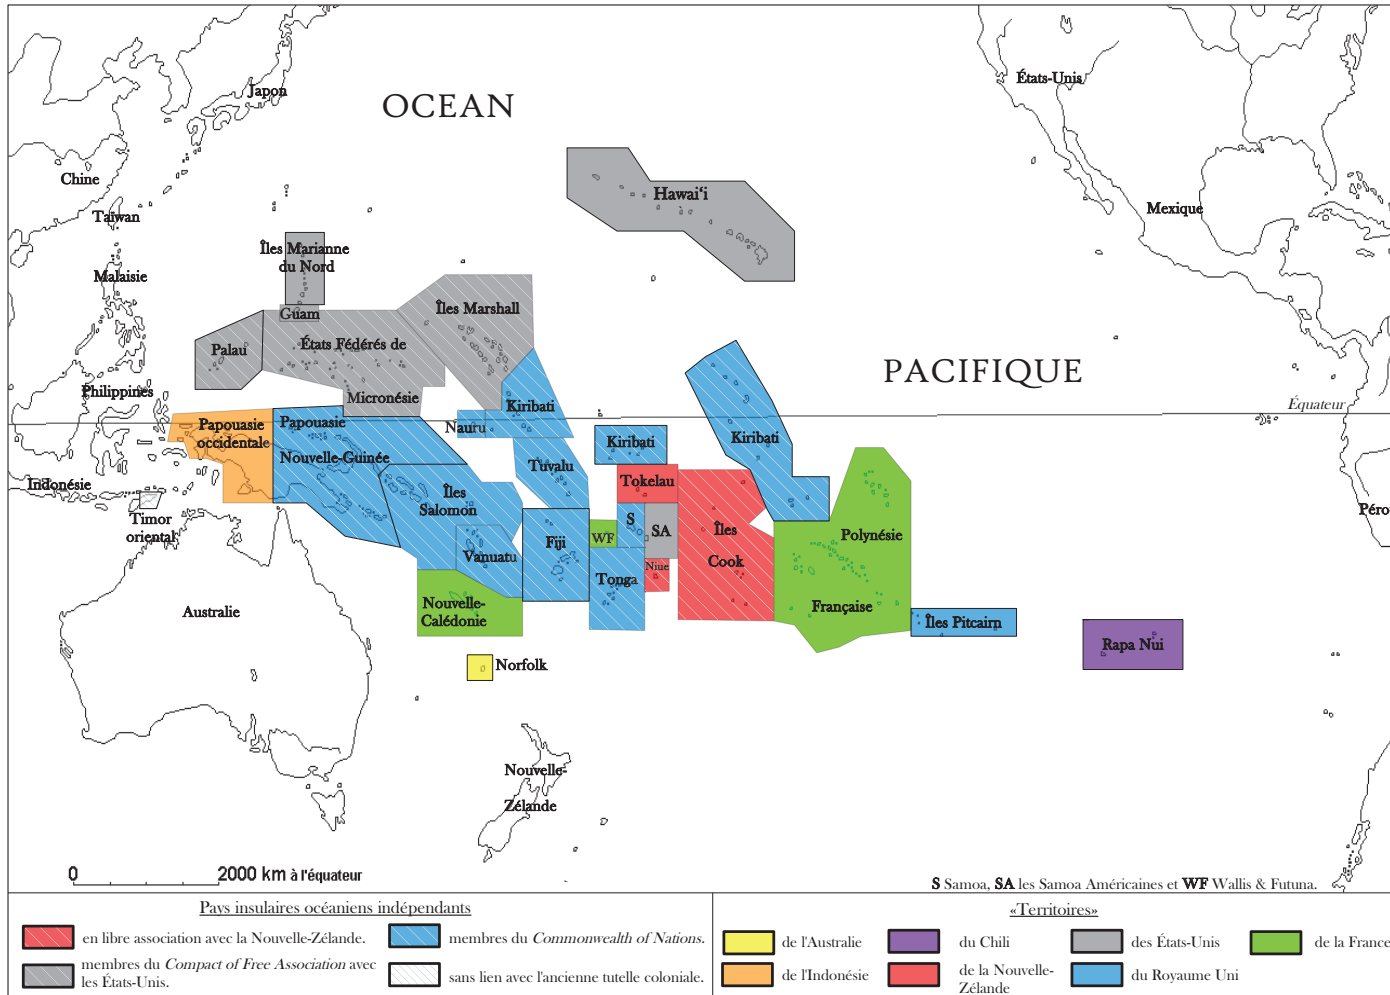 OCEAN
PACIFIQUE
Japon
Chine
Taïwan
Malaisie
Philippines
Indonésie
Timor
oriental
États-Unis
Mexique
Pérou
Équateur
Hawai‘i
Îles Marianne
du Nord
Guam
Palau
États Fédérés de
Micronésie
Îles Marshall
Nauru
Kiribati
Kiribati
Kiribati
Papouasie
occidentale
Papouasie
Nouvelle-Guinée
Îles
Salomon
Tuvalu
Tokelau
Vanuatu
Fiji
WF
S
SA
Tonga
Niue
Îles
Cook
Polynésie
Française
Îles Pitcairn
Rapa Nui
Nouvelle-
Calédonie
Norfolk
Australie
Nouvelle-
Zélande
0 2000 km à l'équateur
S Samoa, SA les Samoa Américaines et WF Wallis & Futuna.
Pays insulaires océaniens indépendants
en libre association avec la Nouvelle-Zélande.
membres du Commonwealth of Nations.
membres du Compact of Free Association avec
les États-Unis.
sans lien avec l'ancienne tutelle coloniale.
«Territoires»
de l'Australie
du Chili
des États-Unis
de la France
de l'Indonésie
de la Nouvelle-
Zélande
du Royaume Uni